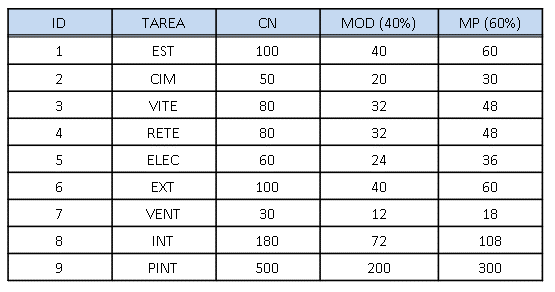 ID TAREA CN MOD (40%) MP (60%)
1 EST 100 40 60
2 CIM 50 20 30
3 VITE 80 32 48
4 RETE 80 32 48
5 ELEC 60 24 36
6 EXT 100 40 60
7 VENT 30 12 18
8 INT 180 72 108
9 PINT 500 200 300